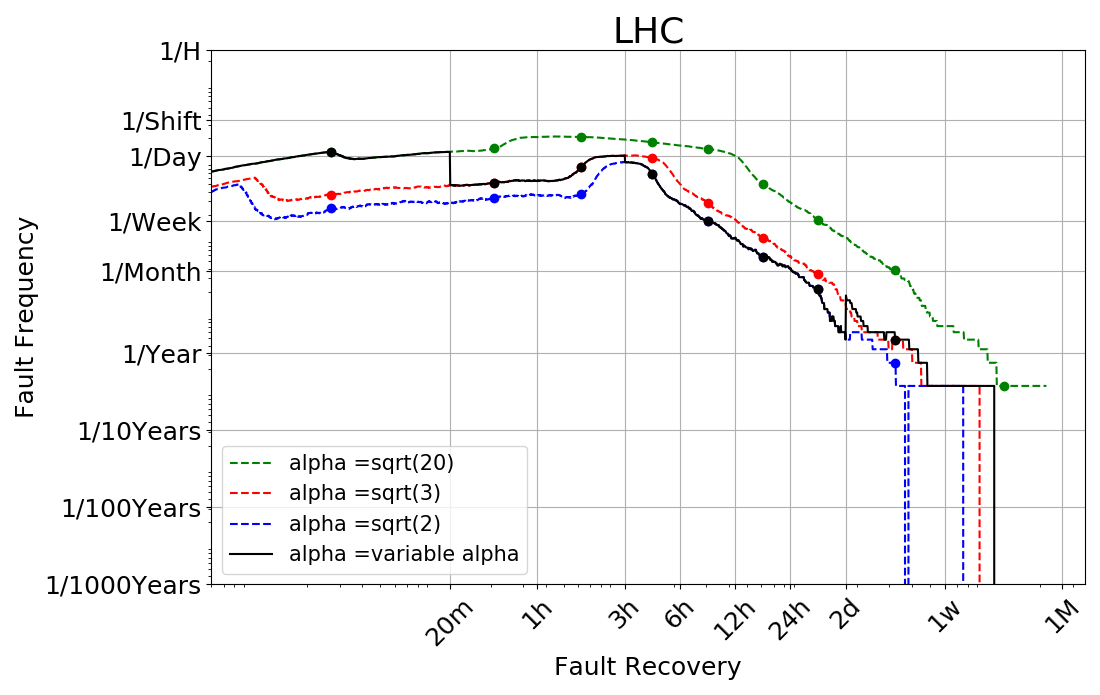 LHC
1/H
1/Shift
1/Day
1/Week
1/Month
1/Year
1/10Years
1/100Years
1/1000Years
Fault Frequency
alpha =sqrt(20)
alpha =sqrt(3)
alpha =sqrt(2)
alpha =variable alpha
20m
1h
3h
6h
12h
24h
2d
1w
1M
Fault Recovery